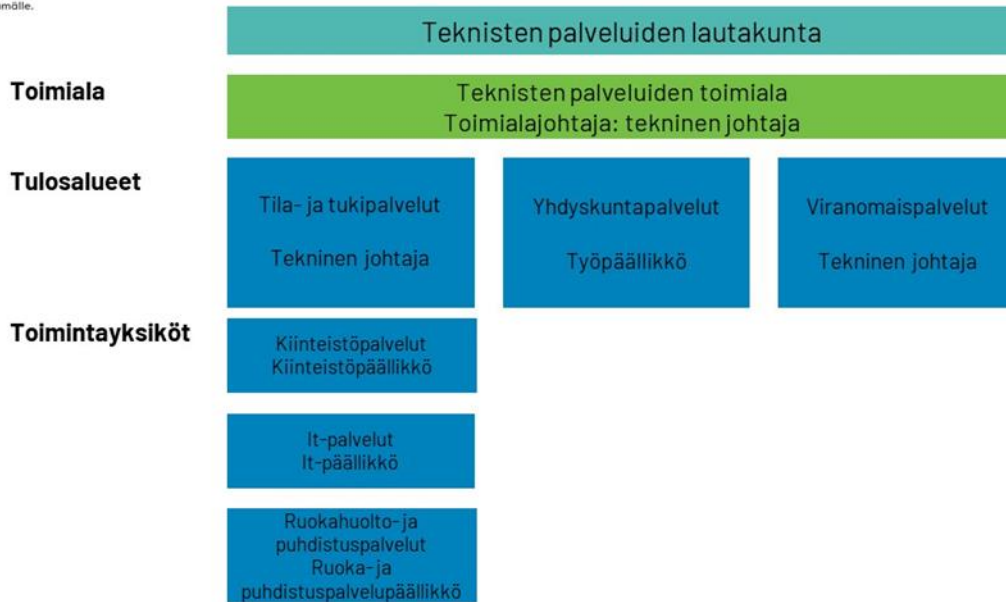 Teknisten palveluiden lautakunta
Toimiala
Teknisten palveluiden toimiala
Toimialajohtaja: tekninen johtaja
Tulosalueet
Tila- ja tukipalvelut
Tekninen johtaja
Yhdyskuntapalvelut
Työpäällikkö
Viranomaispalvelut
Tekninen johtaja
Toimintayksiköt
Kiinteistöpalvelut
Kiinteistöpäällikkö
It-palvelut
It-päällikkö
Ruokahuolto- ja
puhdistuspalvelut
Ruoka- ja
puhdistuspalvelupäällikkö